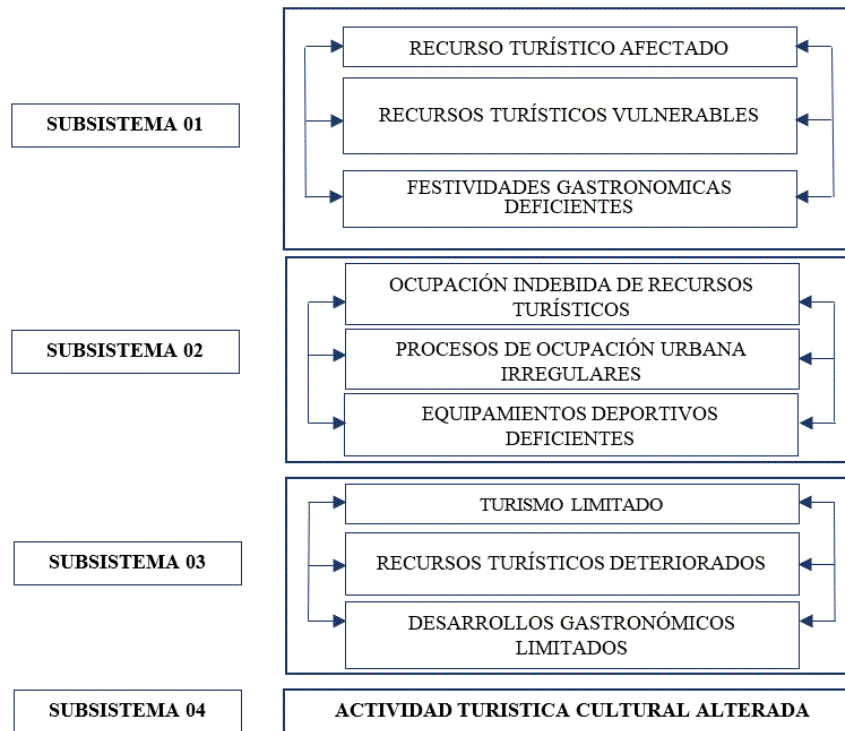 SUBSISTEMA 01
RECURSO TURÍSTICO AFECTADO
RECURSOS TURÍSTICOS VULNERABLES
FESTIVIDADES GASTRONOMICAS
DEFICIENTES
SUBSISTEMA 02
OCUPACIÓN INDEBIDA DE RECURSOS
TURÍSTICOS
PROCESOS DE OCUPACIÓN URBANA
IRREGULARES
EQUIPAMIENTOS DEPORTIVOS
DEFICIENTES
SUBSISTEMA 03
TURISMO LIMITADO
RECURSOS TURÍSTICOS DETERIORADOS
DESARROLLOS GASTRONÓMICOS
LIMITADOS
SUBSISTEMA 04
ACTIVIDAD TURISTICA CULTURAL ALTERADA